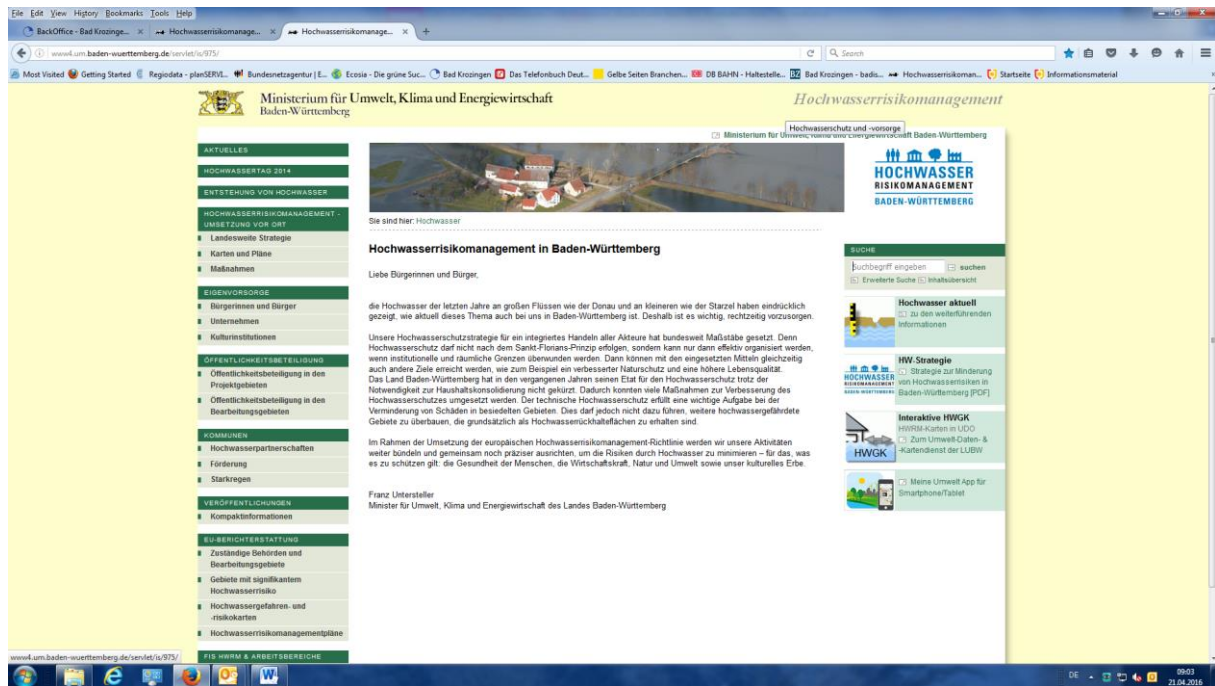 File Edit View History Bookmarks Tools Help
BackOffice - Bad Krozinge... × Hochwasserrisikomanage... × Hochwasserrisikomanage... × +
www4.um.baden-wuerttemberg.de/servlet/is/975/ Search
Most Visited Getting Started Regiodata - planSERVI... Bundesnetzagentur | E... Ecosia - Die grüne Suc... Bad Krozingen Das Telefonbuch Deut... Gelbe Seiten Branchen... DB BAHN - Haltestelle... Bad Krozingen - badis... Hochwasserrisikoman... Startseite Informationsmaterial
Ministerium für Umwelt, Klima und Energiewirtschaft
Baden-Württemberg
Hochwasserrisikomanagement
Hochwasserschutz und -vorsorge
Ministerium für Umwelt, Klima und Energiewirtschaft Baden-Württemberg
AKTUELLES
HOCHWASSERTAG 2014
ENTSTEHUNG VON HOCHWASSER
HOCHWASSERRISIKOMANAGEMENT -
UMSETZUNG VOR ORT
Landesweite Strategie
Karten und Pläne
Maßnahmen
EIGENVORSORGE
Bürgerinnen und Bürger
Unternehmen
Kulturinstitutionen
ÖFFENTLICHKEITSBETEILIGUNG
Öffentlichkeitsbeteiligung in den
Projektgebieten
Öffentlichkeitsbeteiligung in den
Bearbeitungsgebieten
KOMMUNEN
Hochwasserpartnerschaften
Förderung
Starkregen
VERÖFFENTLICHUNGEN
Kompaktinformationen
EU-BERICHTERSTATTUNG
Zuständige Behörden und
Bearbeitungsgebiete
Gebiete mit signifikantem
Hochwasserrisiko
Hochwassergefahren- und
-risikokarten
Hochwasserrisikomanagementpläne
FIS HWRM & ARBEITSBEREICHE
Sie sind hier: Hochwasser
Hochwasserrisikomanagement in Baden-Württemberg
Liebe Bürgerinnen und Bürger,
die Hochwasser der letzten Jahre an großen Flüssen wie der Donau und an kleineren wie der Starzel haben eindrücklich
gezeigt, wie aktuell dieses Thema auch bei uns in Baden-Württemberg ist. Deshalb ist es wichtig, rechtzeitig vorzusorgen.
Unsere Hochwasserschutzstrategie für ein integriertes Handeln aller Akteure hat bundesweit Maßstäbe gesetzt. Denn
Hochwasserschutz darf nicht nach dem Sankt-Florians-Prinzip erfolgen, sondern kann nur dann effektiv organisiert werden,
wenn institutionelle und räumliche Grenzen überwunden werden. Dann können mit den eingesetzten Mitteln gleichzeitig
auch andere Ziele erreicht werden, wie zum Beispiel ein verbesserter Naturschutz und eine höhere Lebensqualität.
Das Land Baden-Württemberg hat in den vergangenen Jahren seinen Etat für den Hochwasserschutz trotz der
Notwendigkeit zur Haushaltskonsolidierung nicht gekürzt. Dadurch konnten viele Maßnahmen zur Verbesserung des
Hochwasserschutzes umgesetzt werden. Der technische Hochwasserschutz erfüllt eine wichtige Aufgabe bei der
Verminderung von Schäden in besiedelten Gebieten. Dies darf jedoch nicht dazu führen, weitere hochwassergefährdete
Gebiete zu überbauen, die grundsätzlich als Hochwasserrückhalteflächen zu erhalten sind.
Im Rahmen der Umsetzung der europäischen Hochwasserrisikomanagement-Richtlinie werden wir unsere Aktivitäten
weiter bündeln und gemeinsam noch präziser ausrichten, um die Risiken durch Hochwasser zu minimieren – für das, was
es zu schützen gilt: die Gesundheit der Menschen, die Wirtschaftskraft, Natur und Umwelt sowie unser kulturelles Erbe.
Franz Untersteller
Minister für Umwelt, Klima und Energiewirtschaft des Landes Baden-Württemberg
HOCHWASSER
RISIKOMANAGEMENT
BADEN-WÜRTTEMBERG
SUCHE
Suchbegriff eingeben suchen
Erweiterte Suche Inhaltsübersicht
Hochwasser aktuell
zu den weiterführenden
Informationen
HW-Strategie
Strategie zur Minderung
von Hochwasserrisiken in
Baden-Württemberg [PDF]
HOCHWASSER
RISIKOMANAGEMENT
BADEN-WÜRTTEMBERG
Interaktive HWGK
HWRM-Karten in UDO
Zum Umwelt-Daten- &
-Kartendienst der LUBW
HWGK
Meine Umwelt App für
Smartphone/Tablet
www4.um.baden-wuerttemberg.de/servlet/is/975/
DE 09:03
21.04.2016